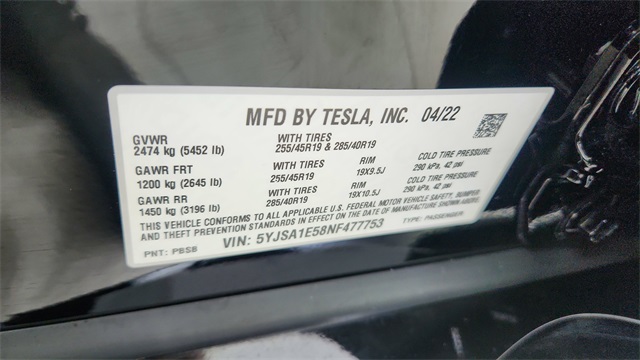 MFD BY TESLA, INC. 04/22
GVWR
2474 kg (5452 lb)
WITH TIRES
255/45R19 & 285/40R19
GAWR FRT
1200 kg (2645 lb)
WITH TIRES
255/45R19
RIM
19X9.5J
COLD TIRE PRESSURE
290 kPa, 42 psi
GAWR RR
1450 kg (3196 lb)
WITH TIRES
285/40R19
RIM
19X10.5J
COLD TIRE PRESSURE
290 kPa, 42 psi
THIS VEHICLE CONFORMS TO ALL APPLICABLE U.S. FEDERAL MOTOR VEHICLE SAFETY, BUMPER,
AND THEFT PREVENTION STANDARDS IN EFFECT ON THE DATE OF MANUFACTURE SHOWN ABOVE.
PNT: PBSB
VIN: 5YJSA1E58NF477753
TYPE: PASSENGER